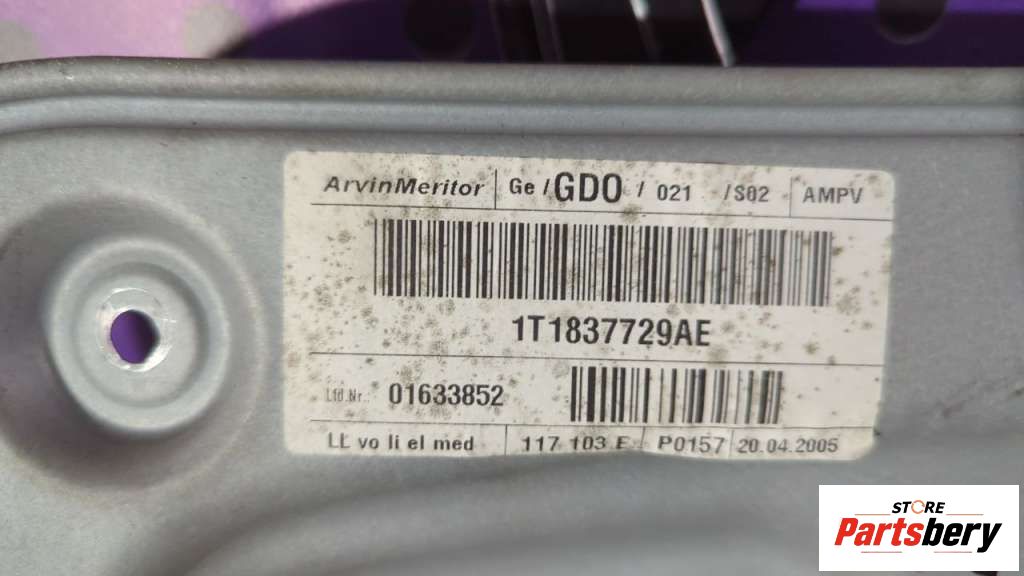 ArvinMeritor Ge / GDO / 021 / S02 AMPV
1T1837729AE
Lfd.Nr.: 01633852
LL vo li el med 117 103 E P0157 20.04.2005
STORE
Partsbery